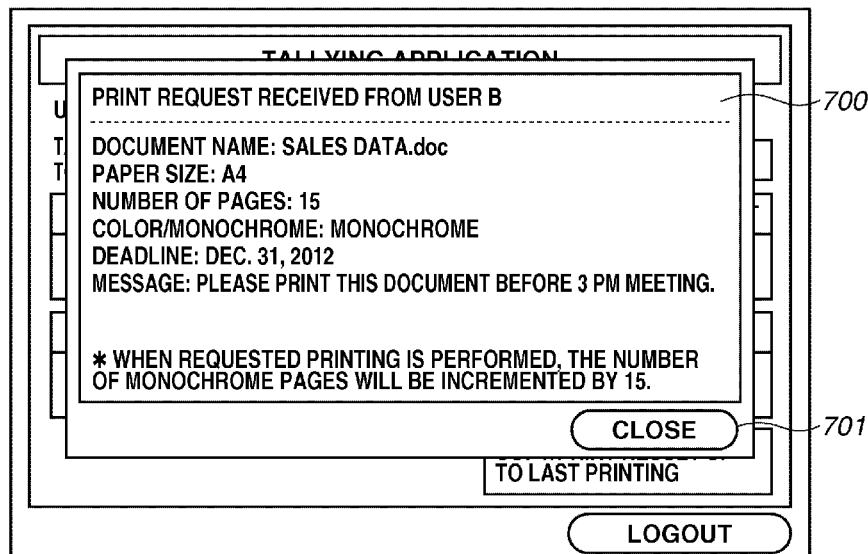 TALLYING APPLICATION
PRINT REQUEST RECEIVED FROM USER B
700
DOCUMENT NAME: SALES DATA.doc
PAPER SIZE: A4
NUMBER OF PAGES: 15
COLOR/MONOCHROME: MONOCHROME
DEADLINE: DEC. 31, 2012
MESSAGE: PLEASE PRINT THIS DOCUMENT BEFORE 3 PM MEETING.
* WHEN REQUESTED PRINTING IS PERFORMED, THE NUMBER
OF MONOCHROME PAGES WILL BE INCREMENTED BY 15.
CLOSE
701
TO LAST PRINTING
LOGOUT